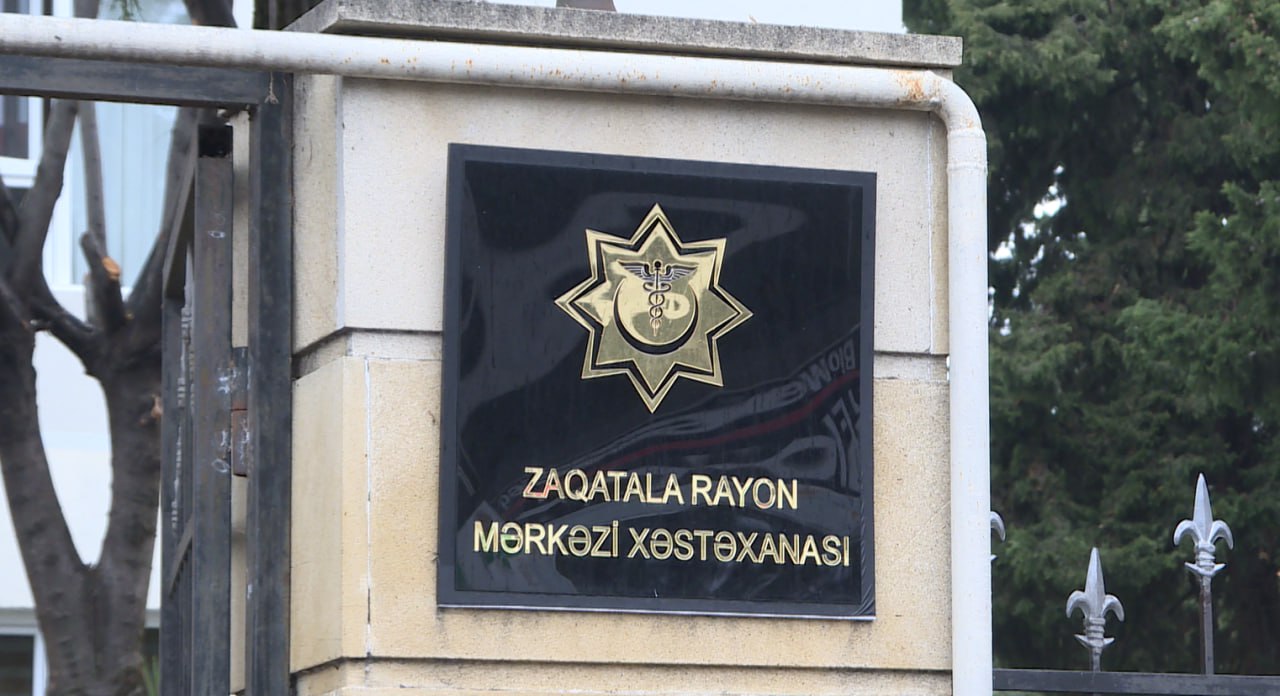 ZAQATALA RAYON
MƏRKƏZİ XƏSTƏXANASI